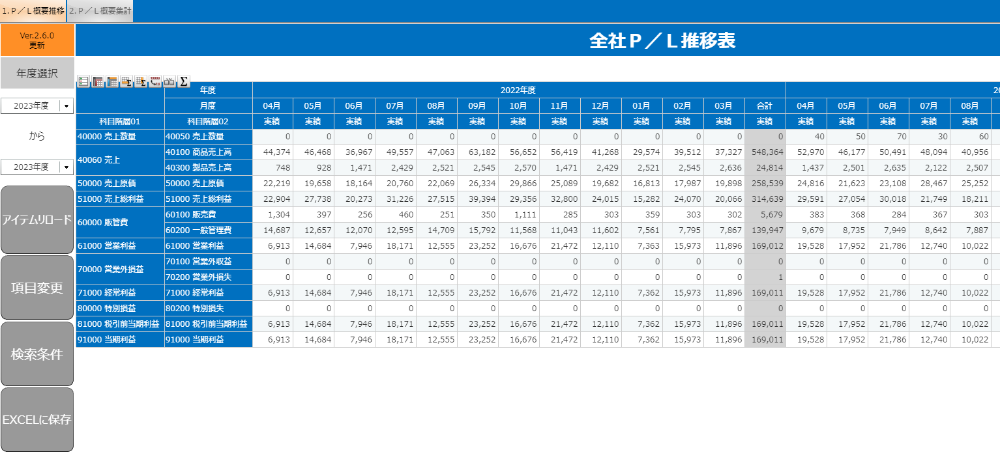 1.Ｐ／Ｌ概要推移 2.Ｐ／Ｌ概要集計
Ver.2.6.0
更新
全社Ｐ／Ｌ推移表
年度選択
2023年度
から
2023年度
アイテムリロード
項目変更
検索条件
EXCELに保存
年度 2022年度 20
月度 04月 05月 06月 07月 08月 09月 10月 11月 12月 01月 02月 03月 合計 04月 05月 06月 07月 08月
科目階層01 科目階層02 実績 実績 実績 実績 実績 実績 実績 実績 実績 実績 実績 実績 実績 実績 実績 実績 実績 実績
40000 売上数量 40050 売上数量 0 0 0 0 0 0 0 0 0 0 0 0 0 40 50 70 30 60
40060 売上 40100 商品売上高 44,374 46,468 36,967 49,557 47,063 63,182 56,652 56,419 41,268 29,574 39,512 37,327 548,364 52,970 46,177 50,491 48,094 40,956
40300 製品売上高 748 928 1,471 2,429 2,521 2,545 2,570 1,471 2,429 2,521 2,545 2,636 24,814 1,437 2,501 2,635 2,122 2,507
50000 売上原価 50000 売上原価 22,219 19,658 18,164 20,760 22,069 26,334 29,866 25,089 19,682 16,813 17,987 19,898 258,539 24,816 21,623 23,108 28,467 25,252
51000 売上総利益 51000 売上総利益 22,904 27,738 20,273 31,226 27,515 39,394 29,356 32,800 24,015 15,282 24,070 20,066 314,639 29,591 27,054 30,018 21,749 18,211
60000 販管費 60100 販売費 1,304 397 256 460 251 350 1,111 285 303 359 303 302 5,679 383 368 284 367 303
60200 一般管理費 14,687 12,657 12,070 12,595 14,709 15,792 11,568 11,043 11,602 7,561 7,795 7,867 139,947 9,679 8,735 7,949 8,642 7,887
61000 営業利益 61000 営業利益 6,913 14,684 7,946 18,171 12,555 23,252 16,676 21,472 12,110 7,363 15,973 11,896 169,012 19,528 17,952 21,786 12,740 10,022
70000 営業外損益 70100 営業外収益 0 0 0 0 0 0 0 0 0 0 0 0 0 0 0 0 0 0
70200 営業外損失 0 0 0 0 0 0 0 0 0 0 0 0 1 0 0 0 0 0
71000 経常利益 71000 経常利益 6,913 14,684 7,946 18,171 12,555 23,252 16,676 21,472 12,110 7,362 15,973 11,896 169,011 19,528 17,952 21,786 12,740 10,022
80000 特別損益 80200 特別損失 0 0 0 0 0 0 0 0 0 0 0 0 0 0 0 0 0 0
81000 税引前当期利益 81000 税引前当期利益 6,913 14,684 7,946 18,171 12,555 23,252 16,676 21,472 12,110 7,362 15,973 11,896 169,011 19,528 17,952 21,786 12,740 10,022
91000 当期利益 91000 当期利益 6,913 14,684 7,946 18,171 12,555 23,252 16,676 21,472 12,110 7,362 15,973 11,896 169,011 19,528 17,952 21,786 12,740 10,022